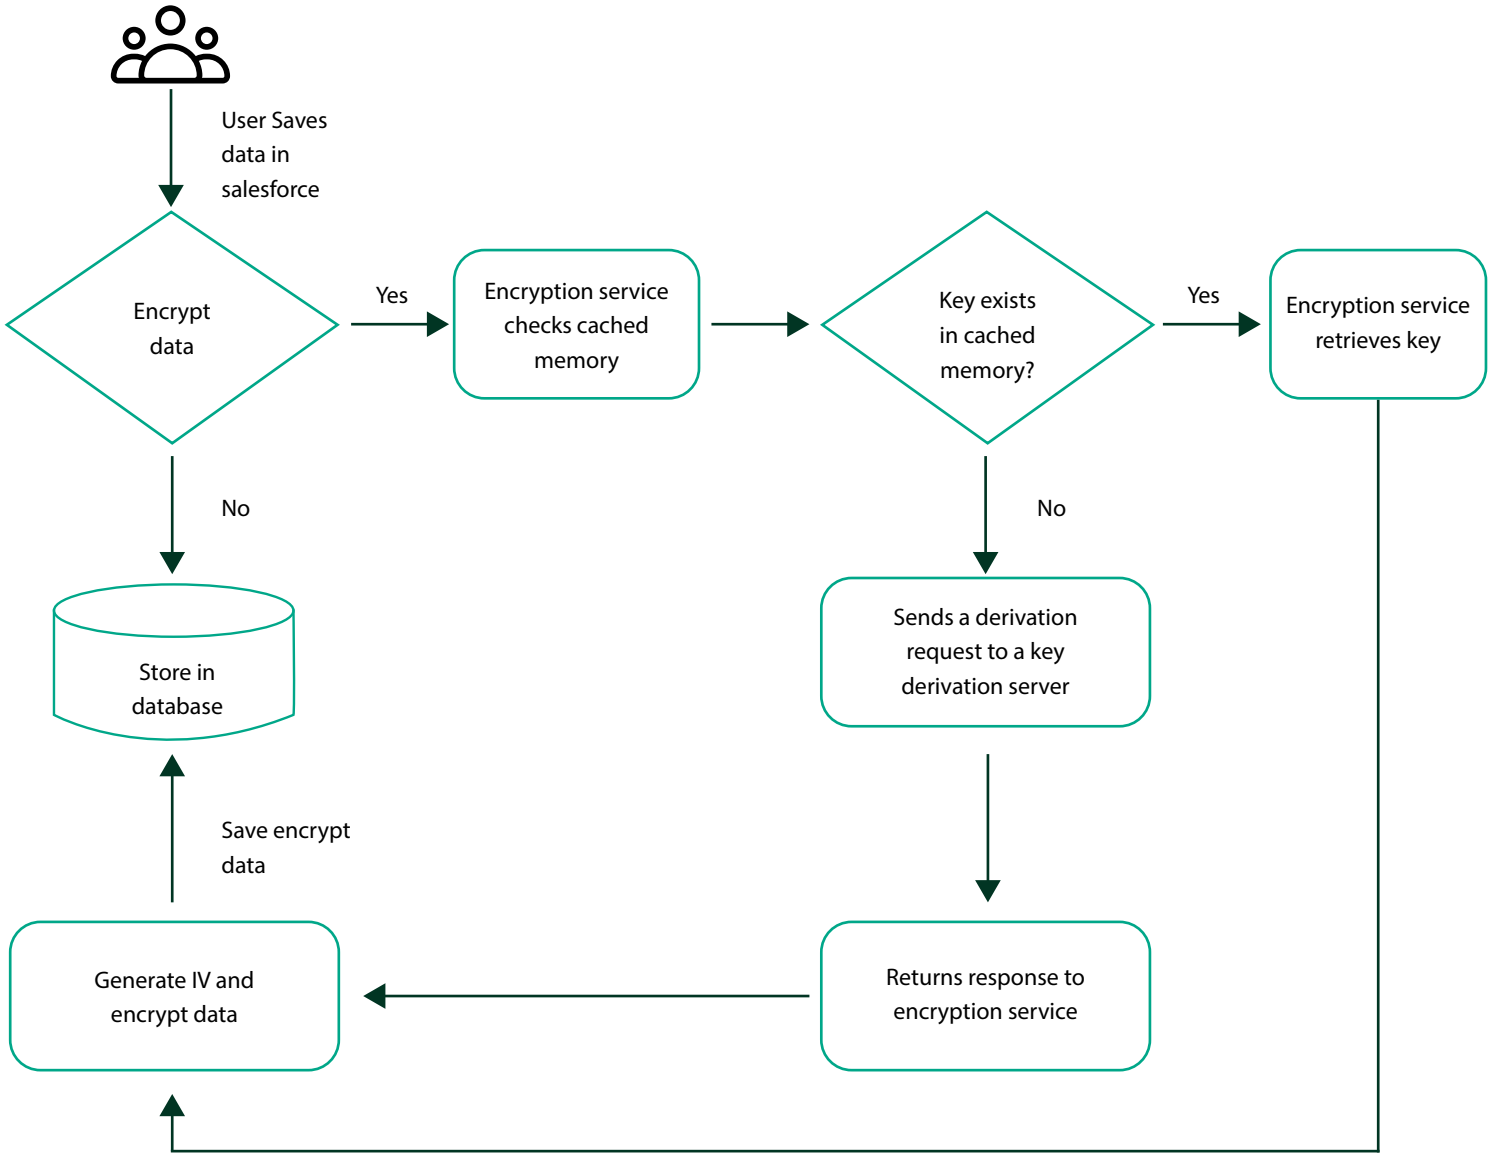 User Saves
data in
salesforce
Encrypt
data
Yes
Encryption service
checks cached
memory
Key exists
in cached
memory?
Yes
Encryption service
retrieves key
No
No
Store in
database
Sends a derivation
request to a key
derivation server
Save encrypt
data
Generate IV and
encrypt data
Returns response to
encryption service